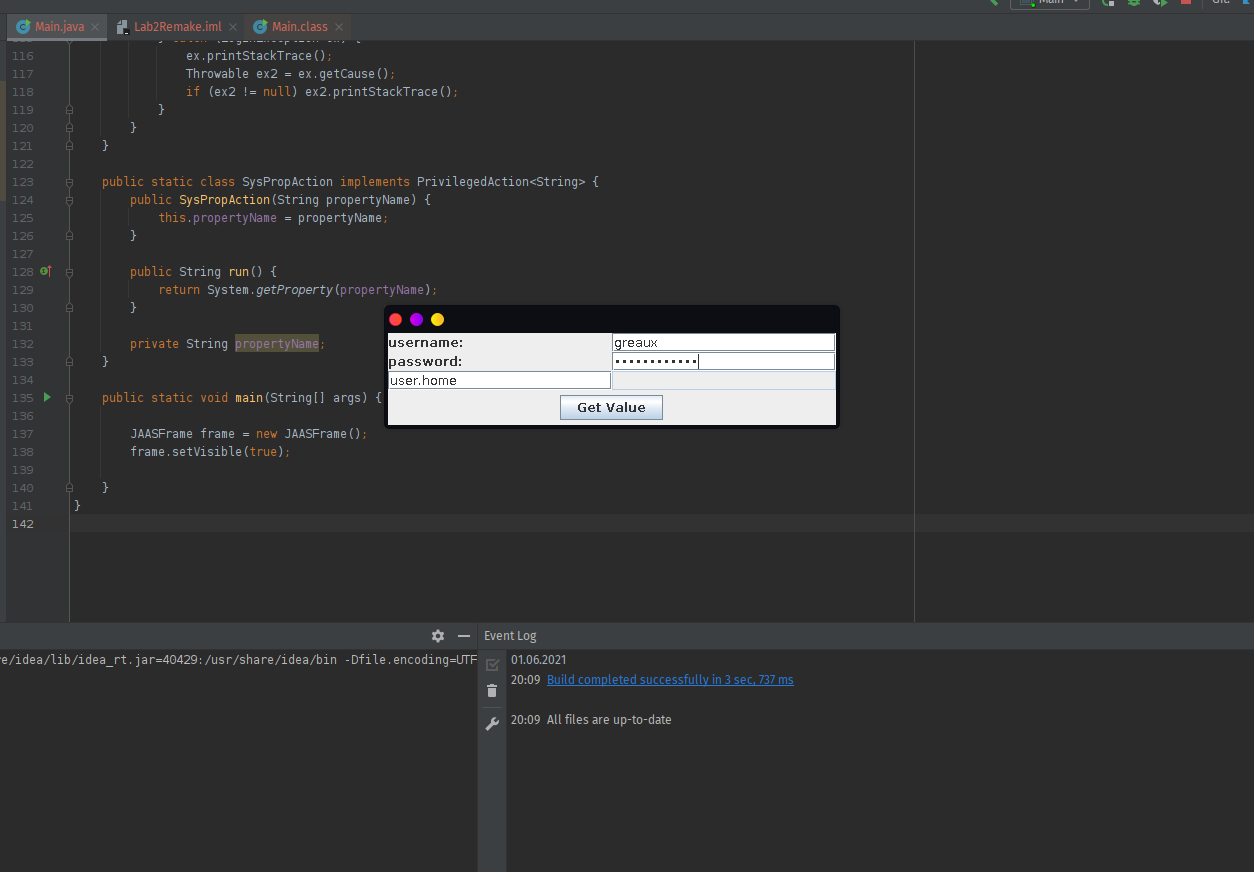 Main
Git:
Main.java
Lab2Remake.iml
Main.class
116 ex.printStackTrace();
117 Throwable ex2 = ex.getCause();
118 if (ex2 != null) ex2.printStackTrace();
119 }
120 }
121 }
122
123 public static class SysPropAction implements PrivilegedAction<String> {
124 public SysPropAction(String propertyName) {
125 this.propertyName = propertyName;
126 }
127
128 public String run() {
129 return System.getProperty(propertyName);
130 }
131
132 private String propertyName;
133 }
134
135 public static void main(String[] args) {
136
137 JAASFrame frame = new JAASFrame();
138 frame.setVisible(true);
139
140 }
141 }
142
username: greaux
password: ••••••••••••
user.home
Get Value
Event Log
e/idea/lib/idea_rt.jar=40429:/usr/share/idea/bin -Dfile.encoding=UTF
01.06.2021
20:09 Build completed successfully in 3 sec, 737 ms
20:09 All files are up-to-date